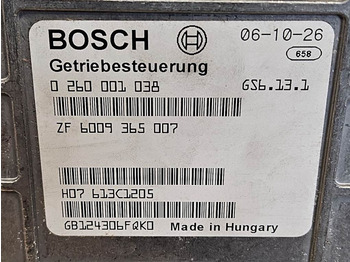 BOSCH 06-10-26
658
Getriebesteuerung
0 260 001 038 GS6.13.1
ZF 6009 365 007
H07 613C1205
GB124306FQK0 Made in Hungary